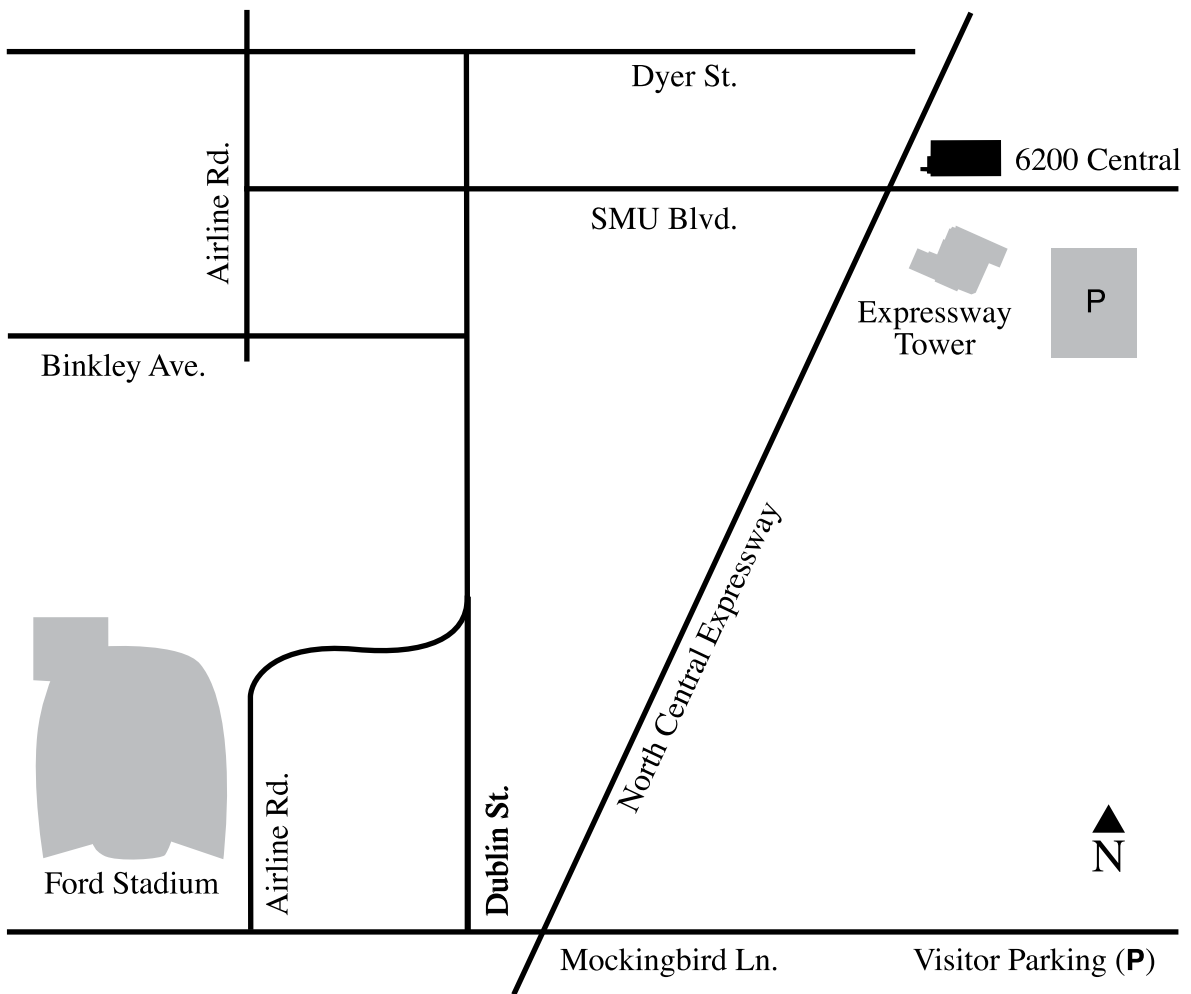 Dyer St.
Airline Rd.
6200 Central
SMU Blvd.
P
Expressway
Tower
Binkley Ave.
North Central Expressway
Airline Rd.
Dublin St.
N
Ford Stadium
Mockingbird Ln.
Visitor Parking (P)